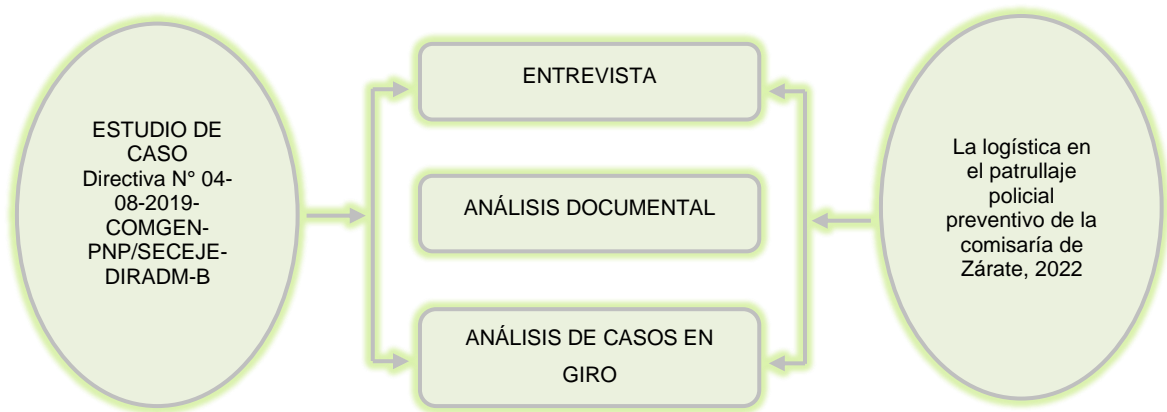 ESTUDIO DE
CASO
Directiva N° 04-
08-2019-
COMGEN-
PNP/SECEJE-
DIRADM-B
ENTREVISTA
ANÁLISIS DOCUMENTAL
ANÁLISIS DE CASOS EN
GIRO
La logística en
el patrullaje
policial
preventivo de la
comisaría de
Zárate, 2022